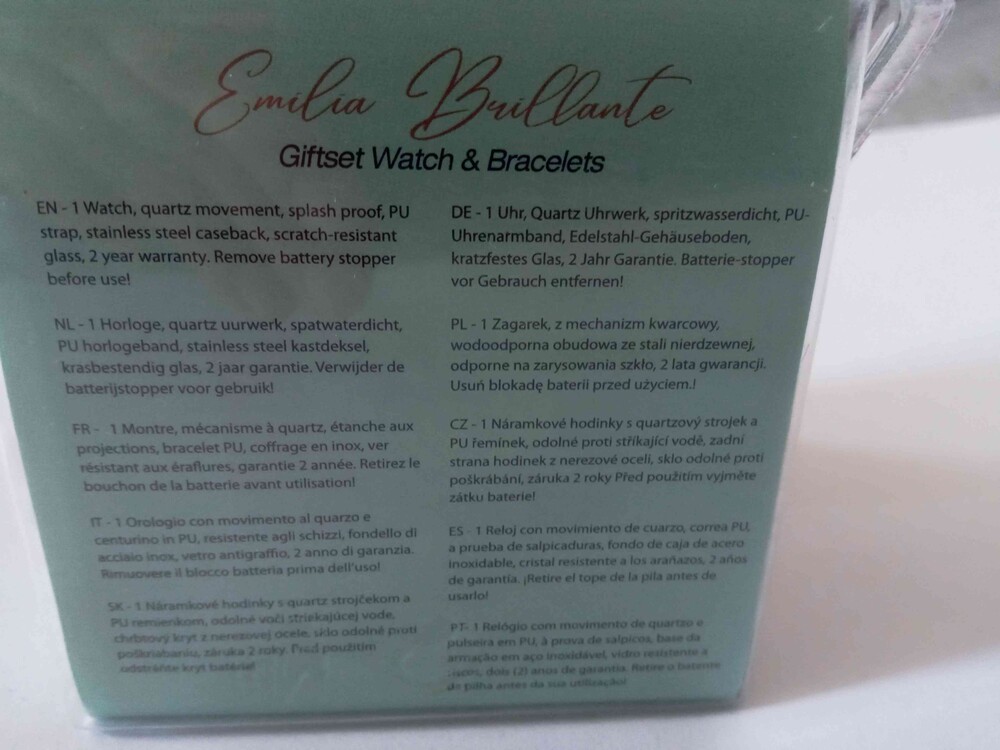 Emilia Brillante
Giftset Watch & Bracelets
EN - 1 Watch, quartz movement, splash proof, PU
strap, stainless steel caseback, scratch-resistant
glass, 2 year warranty. Remove battery stopper
before use!
NL - 1 Horloge, quartz uurwerk, spatwaterdicht,
PU horlogeband, stainless steel kastdeksel,
krasbestendig glas, 2 jaar garantie. Verwijder de
batterijstopper voor gebruik!
FR - 1 Montre, mécanisme à quartz, étanche aux
projections, bracelet PU, coffrage en inox, ver
résistant aux éraflures, garantie 2 année. Retirez le
bouchon de la batterie avant utilisation!
IT - 1 Orologio con movimento al quarzo e
centurino in PU, resistente agli schizzi, fondello di
acciaio inox, vetro antigraffio, 2 anno di garanzia.
Rimuovere il blocco batteria prima dell'uso!
SK - 1 Náramkové hodinky s quartz strojčekom a
PU remienkom, odolné voči striekajúcej vode,
chrbtový kryt z nerezovej ocele, sklo odolné proti
poškriabaniu, záruka 2 roky. Pred použitím
odstráňte kryt batérie!
DE - 1 Uhr, Quartz Uhrwerk, spritzwasserdicht, PU-
Uhrenarmband, Edelstahl-Gehäuseboden,
kratzfestes Glas, 2 Jahr Garantie. Batterie-stopper
vor Gebrauch entfernen!
PL - 1 Zagarek, z mechanizm kwarcowy,
wodoodporna obudowa ze stali nierdzewnej,
odporne na zarysowania szkło, 2 lata gwarancji.
Usuń blokadę baterii przed użyciem.!
CZ - 1 Náramkové hodinky s quartzový strojek a
PU řemínek, odolné proti stříkající vodě, zadní
strana hodinek z nerezové oceli, sklo odolné proti
poškrábání, záruka 2 roky Před použitím vyjměte
zátku baterie!
ES - 1 Reloj con movimiento de cuarzo, correa PU,
a prueba de salpicaduras, fondo de caja de acero
inoxidable, cristal resistente a los arañazos, 2 años
de garantía. ¡Retire el tope de la pila antes de
usarlo!
PT- 1 Relógio com movimento de quartzo e
pulseira em PU, à prova de salpicos, base da
armação em aço inoxidável, vidro resistente a
riscos, dois (2) anos de garantia. Retire o batente
de pilha antes da sua utilização!